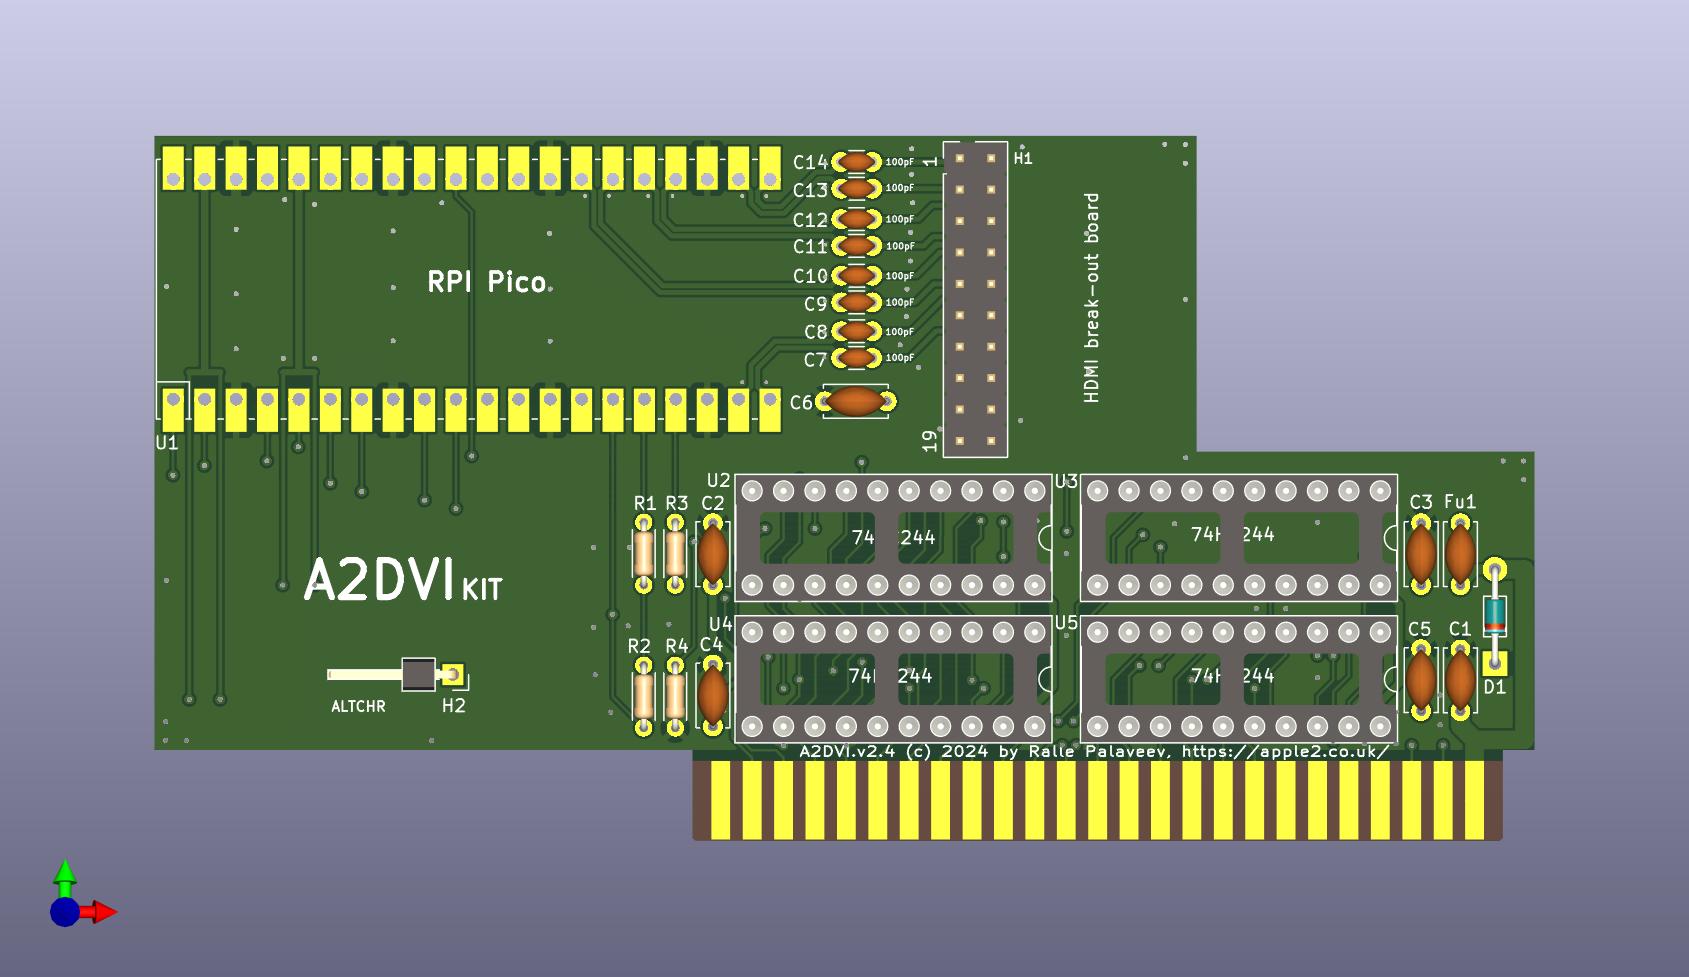 C14 100pF 1 H1
C13 100pF
C12 100pF
C11 100pF
C10 100pF
C9 100pF
C8 100pF
C7 100pF
C6
19
HDMI break-out board
RPI Pico
U1
U2 U3
R1 R3 C2 C3 Fu1
244
244
A2DVI KIT
U4 U5
R2 R4 C4 C5 C1
244
244
D1
ALTCHR H2
A2DVI.v2.4 (c) 2024 by Ralle Palaveev, https://apple2.co.uk/